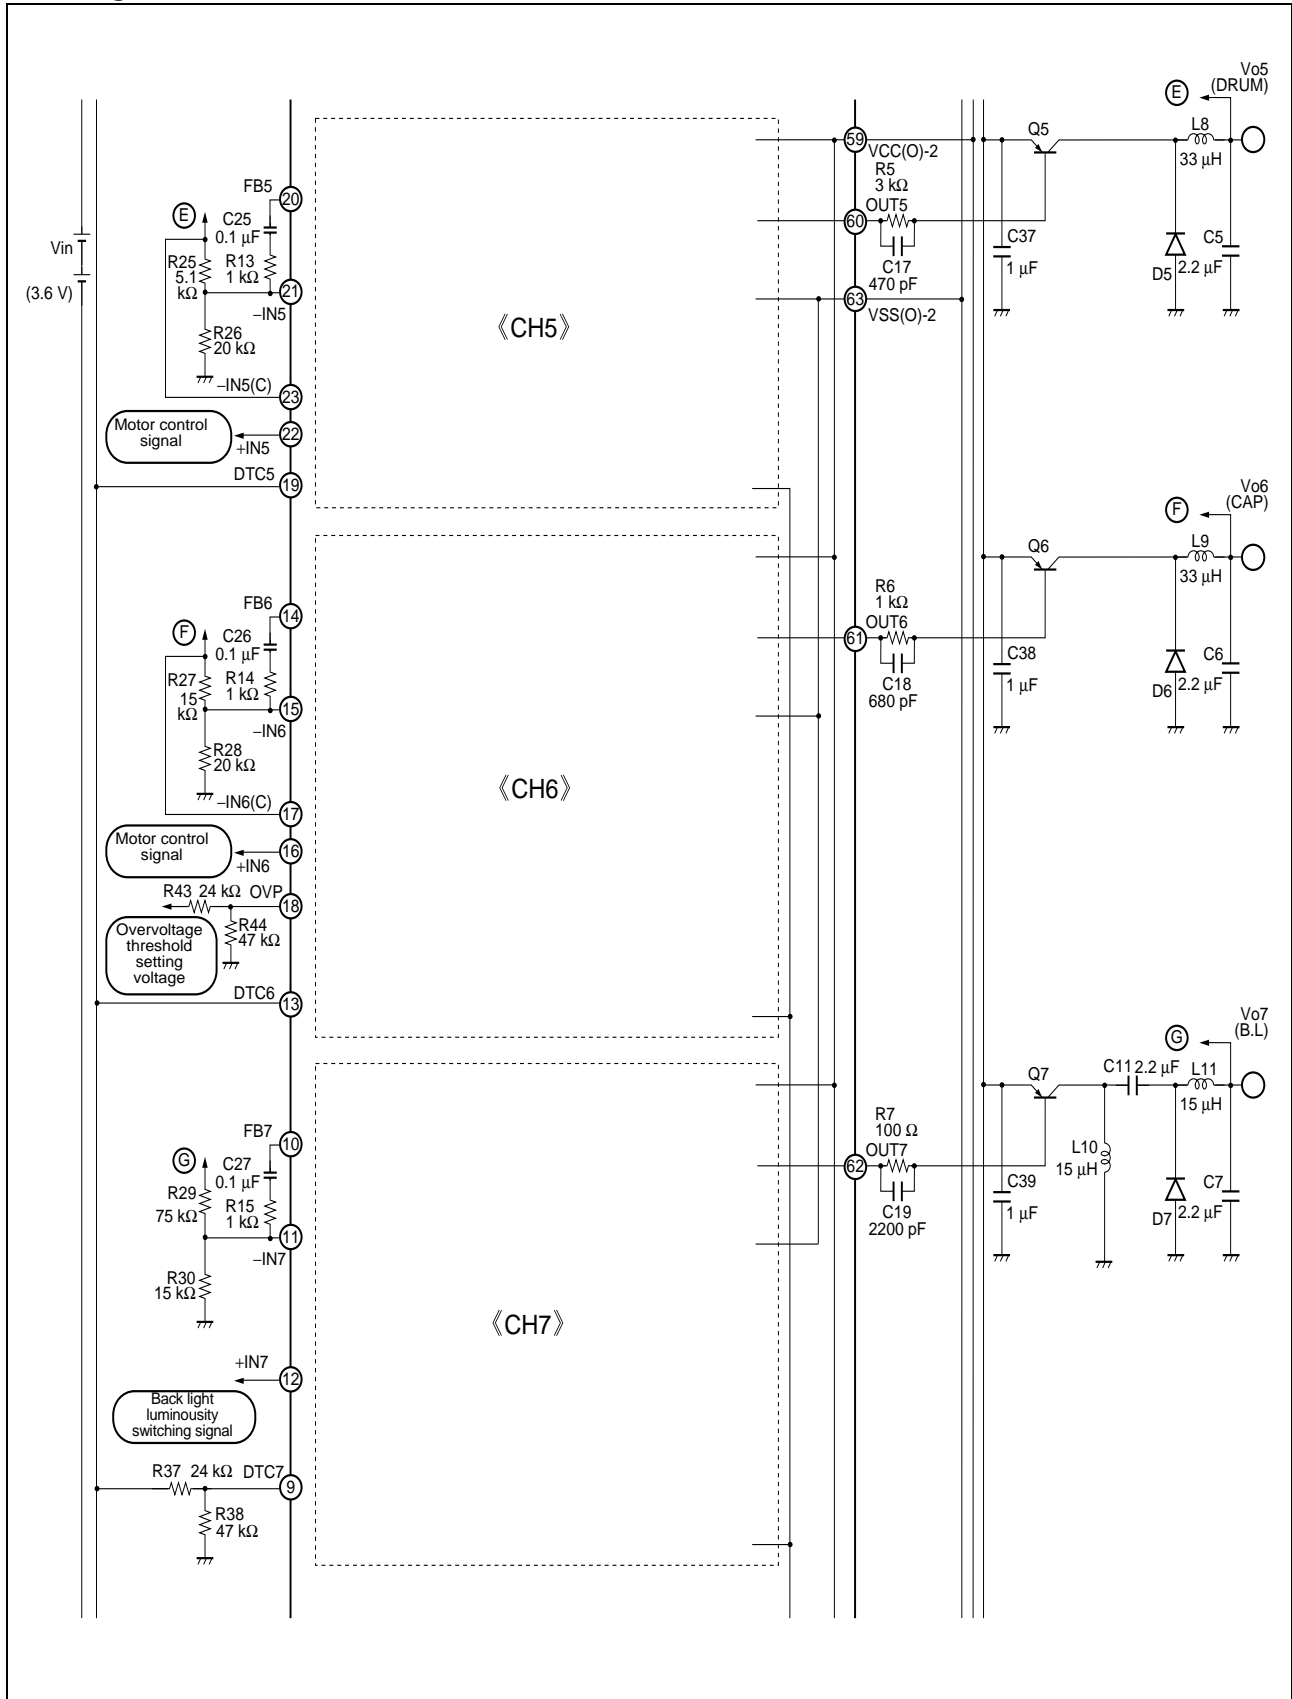 Vin
(3.6 V)
E
R25
5.1
kΩ
C25
0.1 μF
R13
1 kΩ
FB5
20
21
−IN5
R26
20 kΩ
−IN5(C)
23
Motor control
signal
22
+IN5
DTC5
19
《CH5》
59
VCC(O)-2
R5
3 kΩ
OUT5
60
C17
470 pF
63
VSS(O)-2
C37
1 μF
Q5
E
Vo5
(DRUM)
L8
33 μH
D5
C5
2.2 μF
F
R27
15
kΩ
C26
0.1 μF
R14
1 kΩ
FB6
14
15
−IN6
R28
20 kΩ
−IN6(C)
17
Motor control
signal
16
+IN6
R43 24 kΩ OVP
18
R44
47 kΩ
Overvoltage
threshold
setting
voltage
DTC6
13
《CH6》
R6
1 kΩ
OUT6
61
C18
680 pF
C38
1 μF
Q6
F
Vo6
(CAP)
L9
33 μH
D6
C6
2.2 μF
G
R29
75 kΩ
C27
0.1 μF
R15
1 kΩ
FB7
10
11
−IN7
R30
15 kΩ
+IN7
12
Back light
luminousity
switching signal
R37 24 kΩ DTC7
9
R38
47 kΩ
《CH7》
R7
100 Ω
OUT7
62
C19
2200 pF
C39
1 μF
Q7
L10
15 μH
C11 2.2 μF
G
Vo7
(B.L)
L11
15 μH
D7
C7
2.2 μF